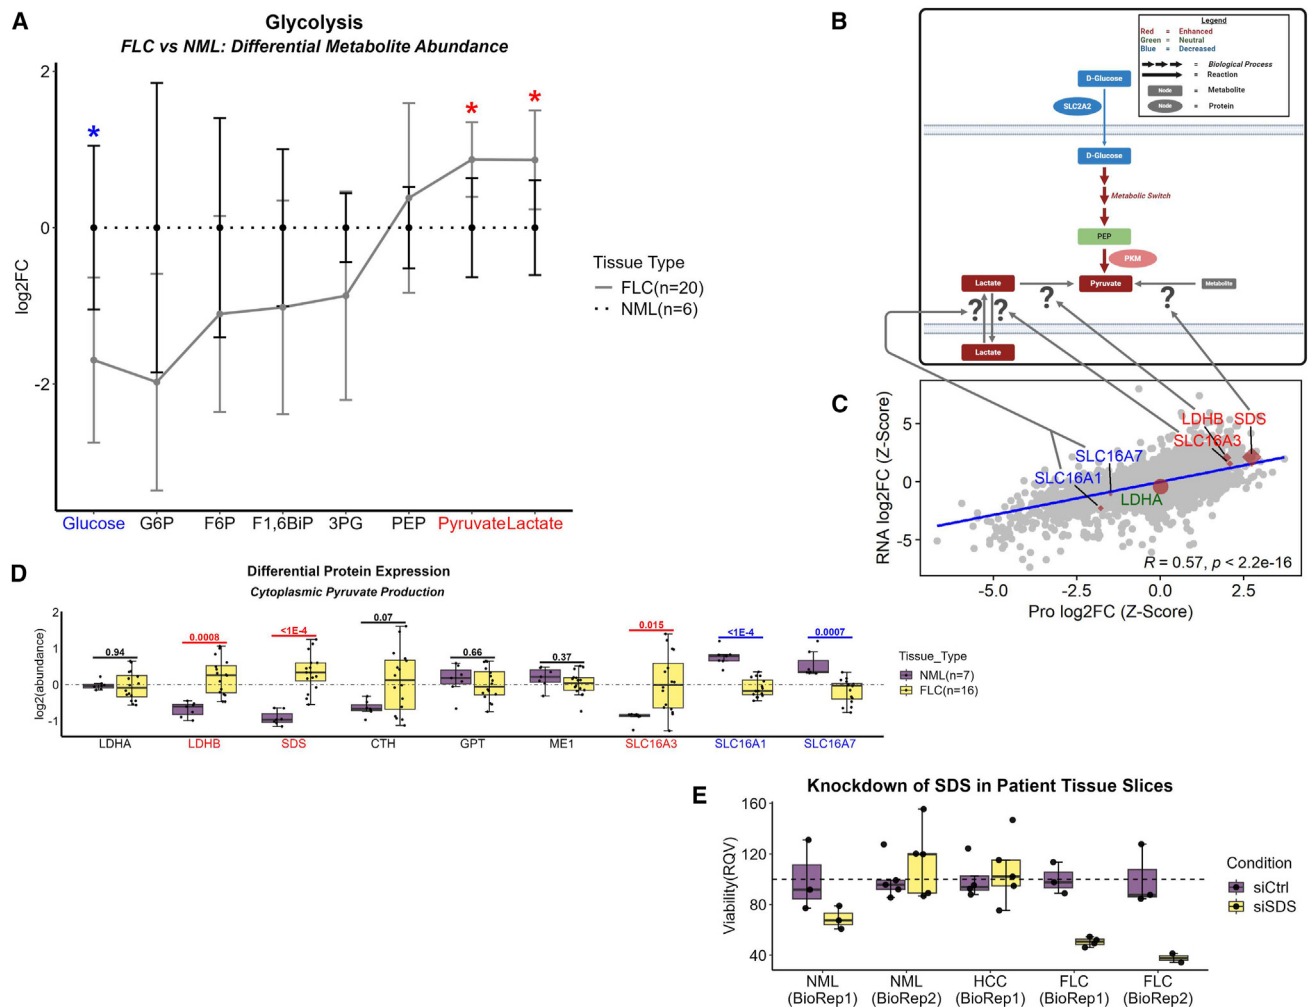 A
Glycolysis
FLC vs NML: Differential Metabolite Abundance
log2FC
2
0
-2
*
*
*
Glucose G6P F6P F1,6BiP 3PG PEP Pyruvate Lactate
Tissue Type
FLC(n=20)
NML(n=6)
B
Legend
Red = Enhanced
Green = Neutral
Blue = Decreased
= Biological Process
= Reaction
Node = Metabolite
Node = Protein
D-Glucose
SLC2A2
D-Glucose
Metabolic Switch
PEP
PKM
Lactate Pyruvate Metabolite
? ? ? ?
Lactate
C
RNA log2FC (Z-Score)
5
0
-5
LDHB SDS
SLC16A3
SLC16A7
SLC16A1
LDHA
R = 0.57, p < 2.2e-16
-5.0 -2.5 0.0 2.5
Pro log2FC (Z-Score)
D
Differential Protein Expression
Cytoplasmic Pyruvate Production
log2(abundance)
2
1
0
-1
0.94 0.0008 <1E-4 0.07 0.66 0.37 0.015 <1E-4 0.0007
LDHA LDHB SDS CTH GPT ME1 SLC16A3 SLC16A1 SLC16A7
Tissue_Type
NML(n=7)
FLC(n=16)
E
Knockdown of SDS in Patient Tissue Slices
Viability(RQV)
160
120
80
40
NML NML HCC FLC FLC
(BioRep1) (BioRep2) (BioRep1) (BioRep1) (BioRep2)
Condition
siCtrl
siSDS